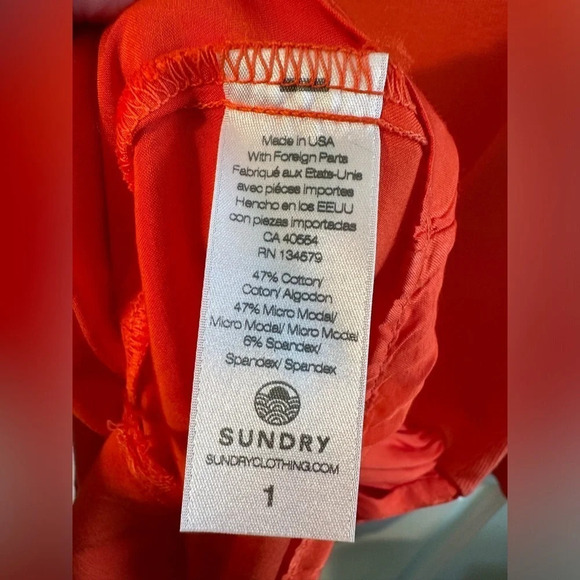 Made in USA
With Foreign Parts
Fabriqué aux Etats-Unie
avec piéces importees
Hencho en los EEUU
con piezas importadas
CA 40554
RN 134579
47% Cotton/
Coton/ Algodon
47% Micro Modal/
Micro Modal/ Micro Modal
6% Spandex/
Spandex/ Spandex
SUNDRY
SUNDRYCLOTHING.COM
1